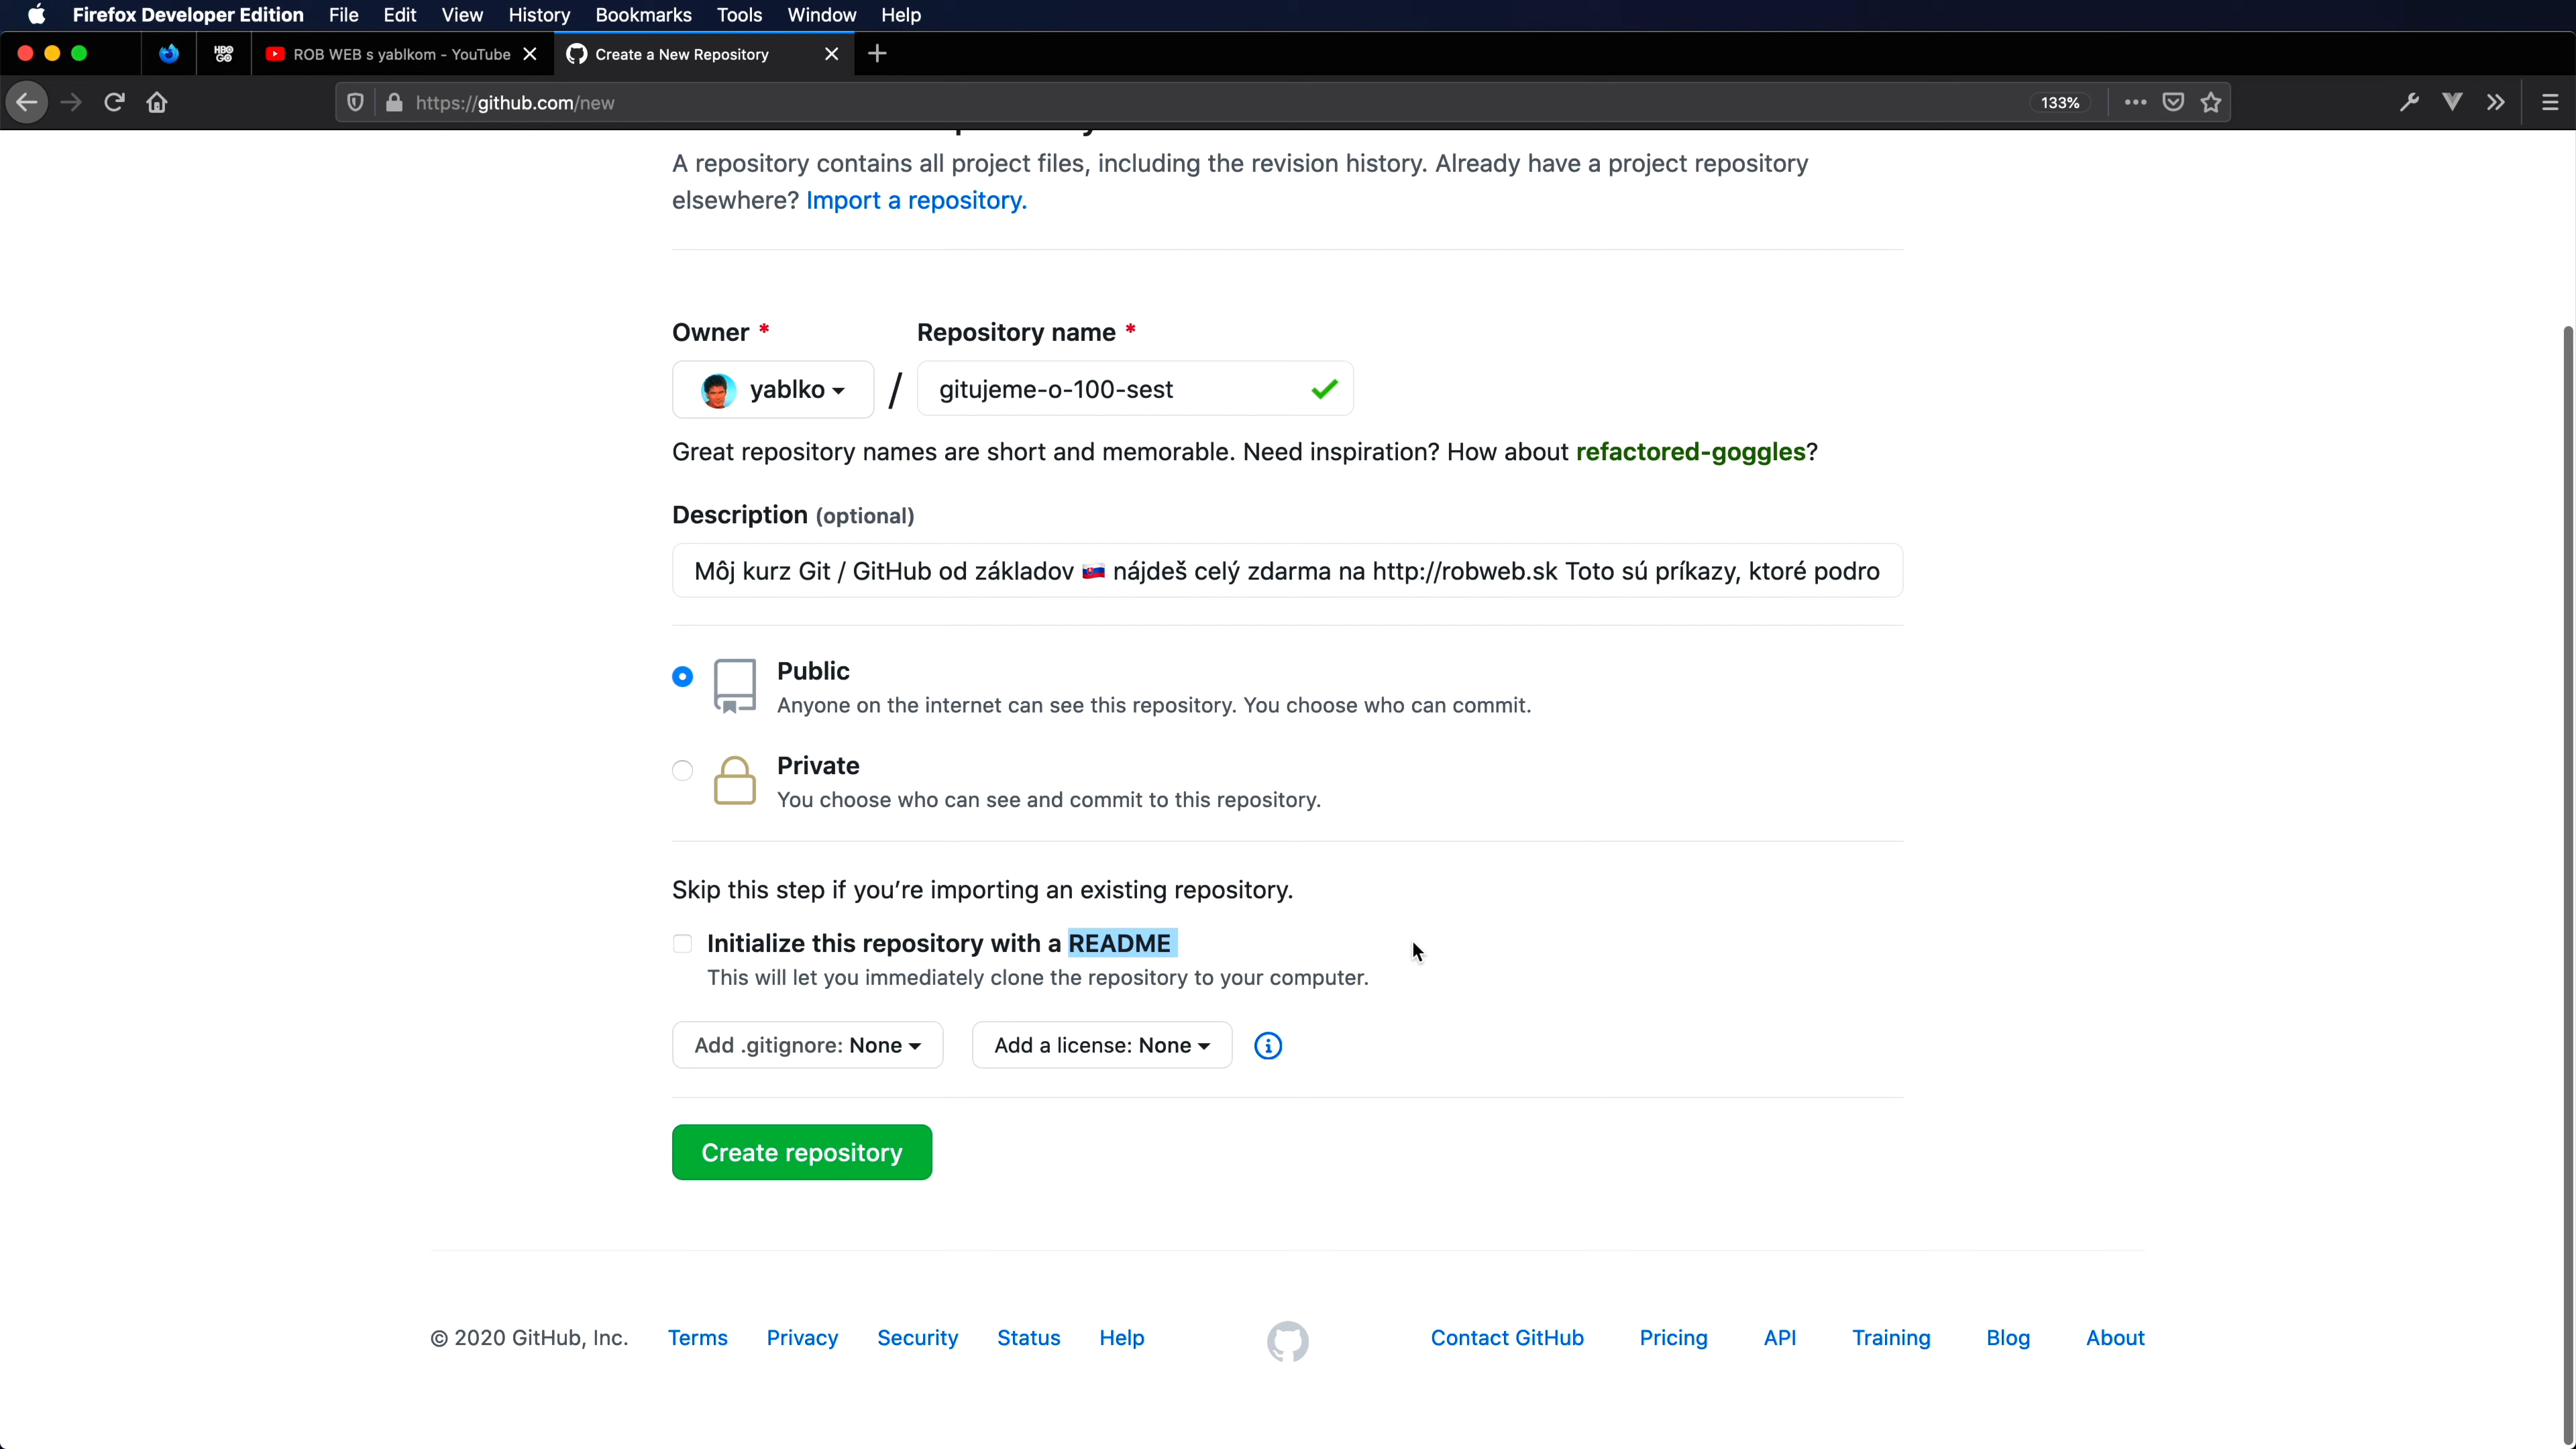 Firefox Developer Edition File Edit View History Bookmarks Tools Window Help
HBO GO ROB WEB s yablkom - YouTube Create a New Repository
https://github.com/new 133%
A repository contains all project files, including the revision history. Already have a project repository
elsewhere? Import a repository.
Owner * Repository name *
yablko / gitujeme-o-100-sest
Great repository names are short and memorable. Need inspiration? How about refactored-goggles?
Description (optional)
Môj kurz Git / GitHub od základov 🇸🇰 nájdeš celý zdarma na http://robweb.sk Toto sú príkazy, ktoré podro
Public
Anyone on the internet can see this repository. You choose who can commit.
Private
You choose who can see and commit to this repository.
Skip this step if you're importing an existing repository.
Initialize this repository with a README
This will let you immediately clone the repository to your computer.
Add .gitignore: None Add a license: None
Create repository
© 2020 GitHub, Inc. Terms Privacy Security Status Help Contact GitHub Pricing API Training Blog About